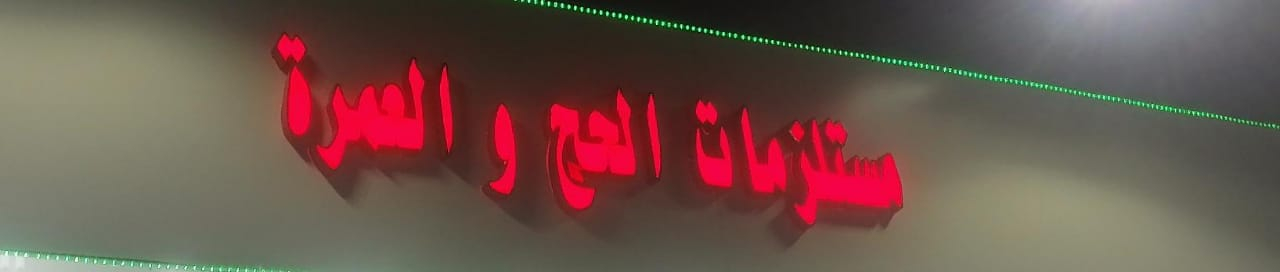 مستلزمات الحج و العمرة